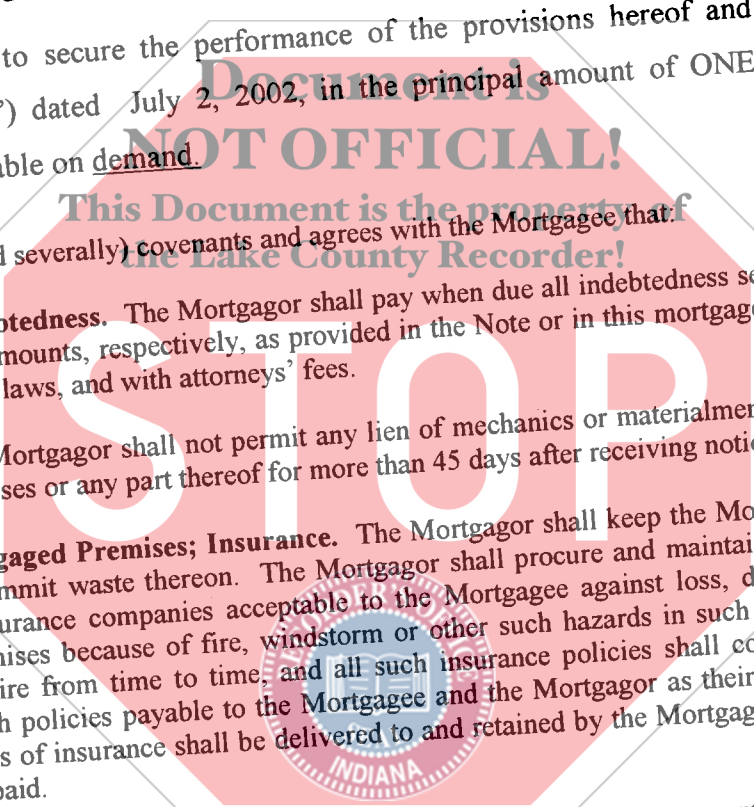 to secure the performance of the provisions hereof and
Document is
") dated July 2, 2002, in the principal amount of ONE
NOT OFFICIAL!
able on demand.
This Document is the property of
d severally) covenants and agrees with the Mortgagee that:
the Lake County Recorder!
btedness. The Mortgagor shall pay when due all indebtedness se
mounts, respectively, as provided in the Note or in this mortgag
laws, and with attorneys' fees.
STOP
Mortgagor shall not permit any lien of mechanics or materialmen
ses or any part thereof for more than 45 days after receiving notic
gaged Premises; Insurance. The Mortgagor shall keep the Mo
mmit waste thereon. The Mortgagor shall procure and maintai
urance companies acceptable to the Mortgagee against loss, d
nises because of fire, windstorm or other such hazards in such
ire from time to time, and all such insurance policies shall co
h policies payable to the Mortgagee and the Mortgagor as their
s of insurance shall be delivered to and retained by the Mortgag
paid.
INDIANA